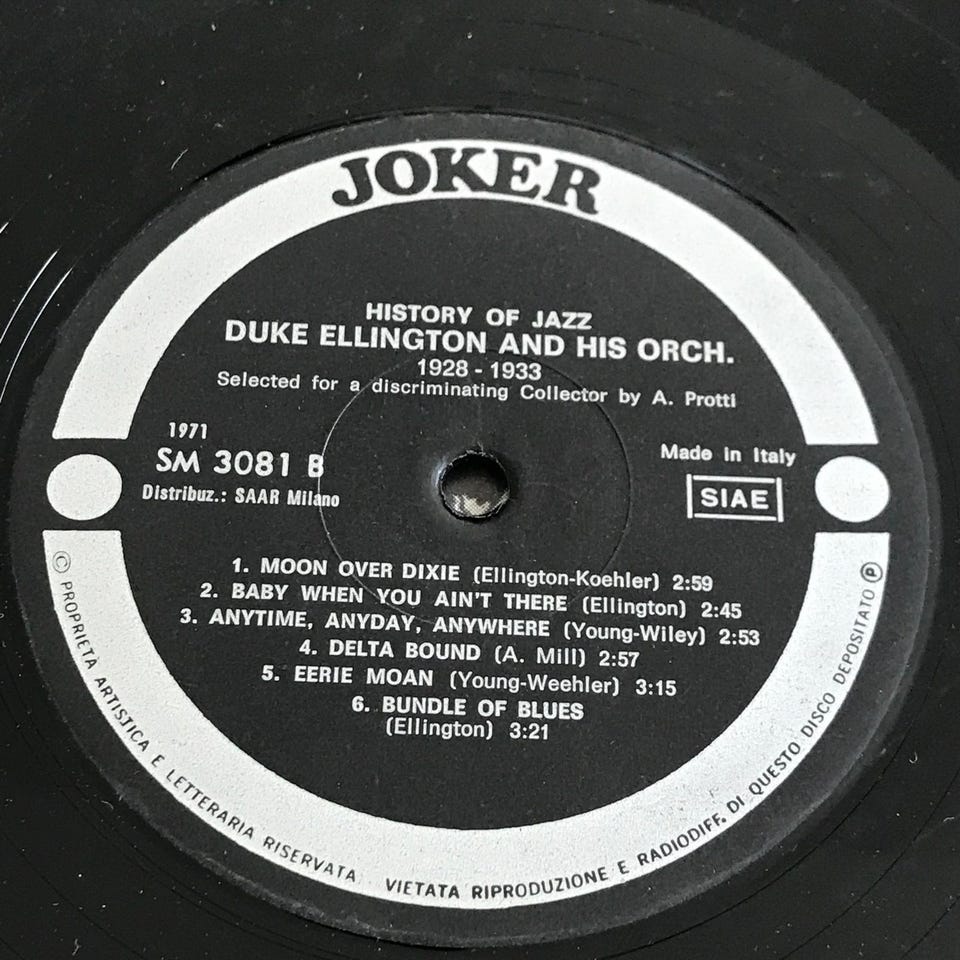 JOKER
HISTORY OF JAZZ
DUKE ELLINGTON AND HIS ORCH.
1928 - 1933
Selected for a discriminating Collector by A. Protti
1971
SM 3081 B
Distribuz.: SAAR Milano
Made in Italy
SIAE
1. MOON OVER DIXIE (Ellington-Koehler) 2:59
2. BABY WHEN YOU AIN'T THERE (Ellington) 2:45
3. ANYTIME, ANYDAY, ANYWHERE (Young-Wiley) 2:53
4. DELTA BOUND (A. Mill) 2:57
5. EERIE MOAN (Young-Weehler) 3:15
6. BUNDLE OF BLUES
(Ellington) 3:21
© PROPRIETA ARTISTICA E LETTERARIA RISERVATA VIETATA RIPRODUZIONE E RADIODIFF. DI QUESTO DISCO DEPOSITATO ℗